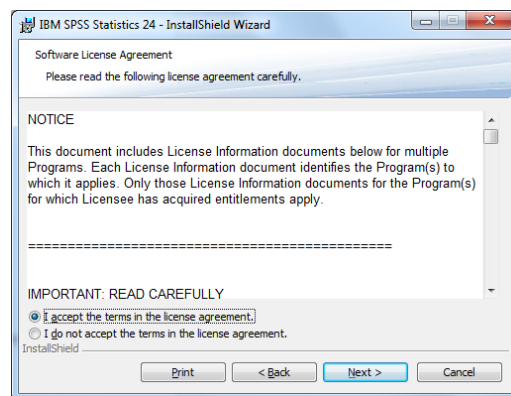 IBM SPSS Statistics 24 - InstallShield Wizard
Software License Agreement
Please read the following license agreement carefully.
NOTICE
This document includes License Information documents below for multiple
Programs. Each License Information document identifies the Program(s) to
which it applies. Only those License Information documents for the Program(s)
for which Licensee has acquired entitlements apply.
==============================================
IMPORTANT: READ CAREFULLY
I accept the terms in the license agreement.
I do not accept the terms in the license agreement.
InstallShield
Print < Back Next > Cancel